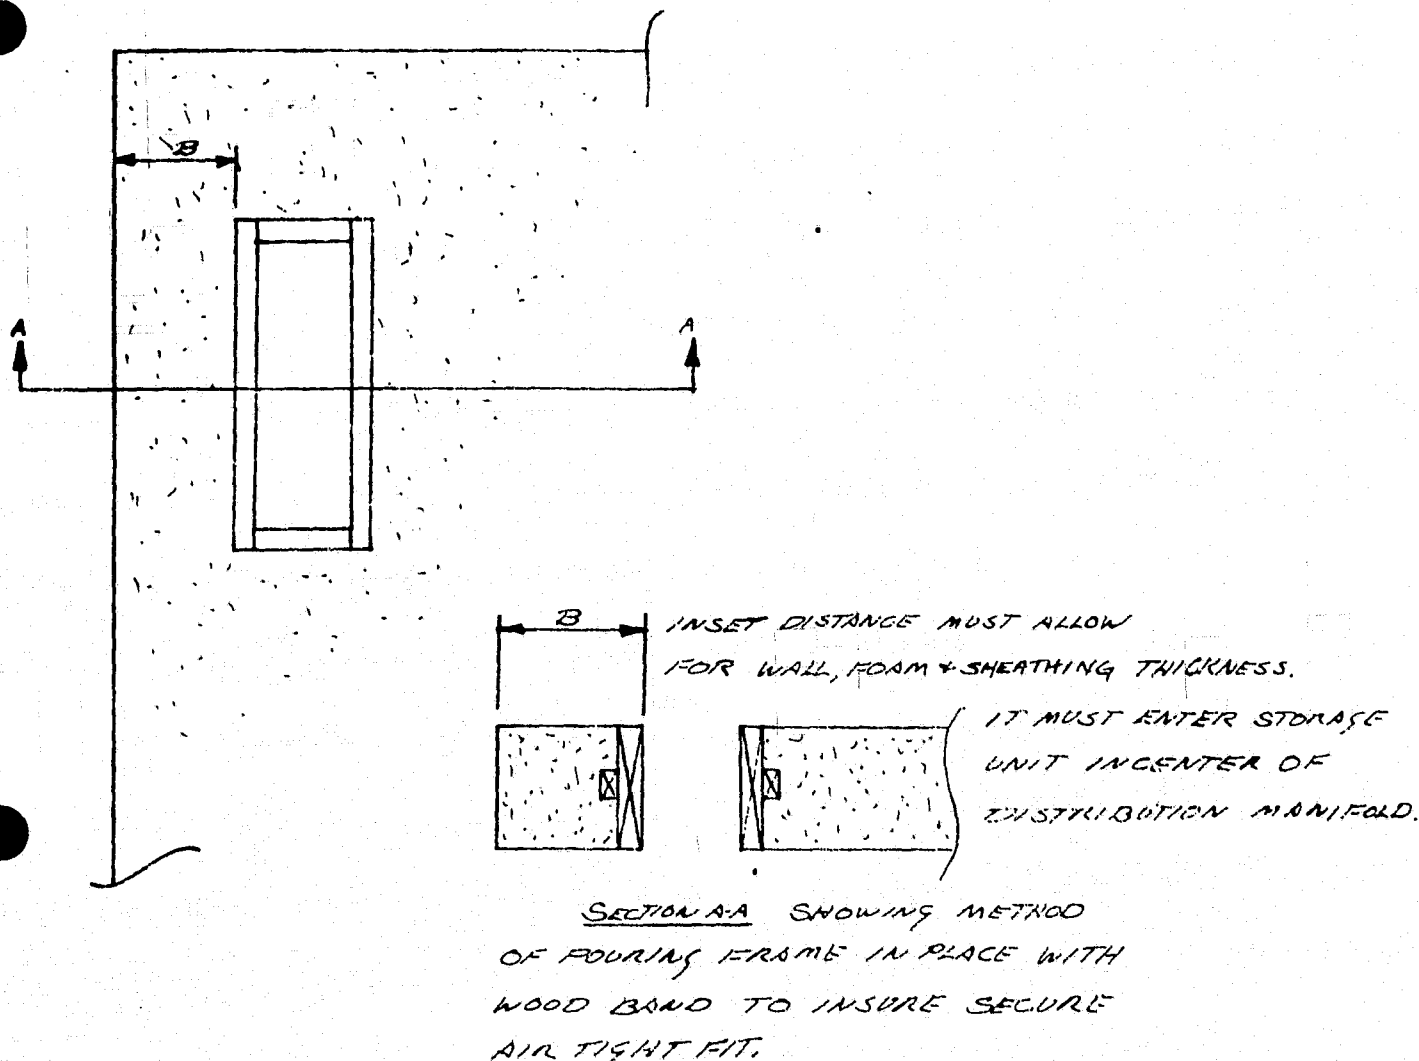 B
A
A
B
INSET DISTANCE MUST ALLOW
FOR WALL, FOAM & SHEATHING THICKNESS.
IT MUST ENTER STORAGE
UNIT IN CENTER OF
DISTRIBUTION MANIFOLD.
SECTION A-A SHOWING METHOD
OF POURING FRAME IN PLACE WITH
WOOD BAND TO INSURE SECURE
AIR TIGHT FIT.